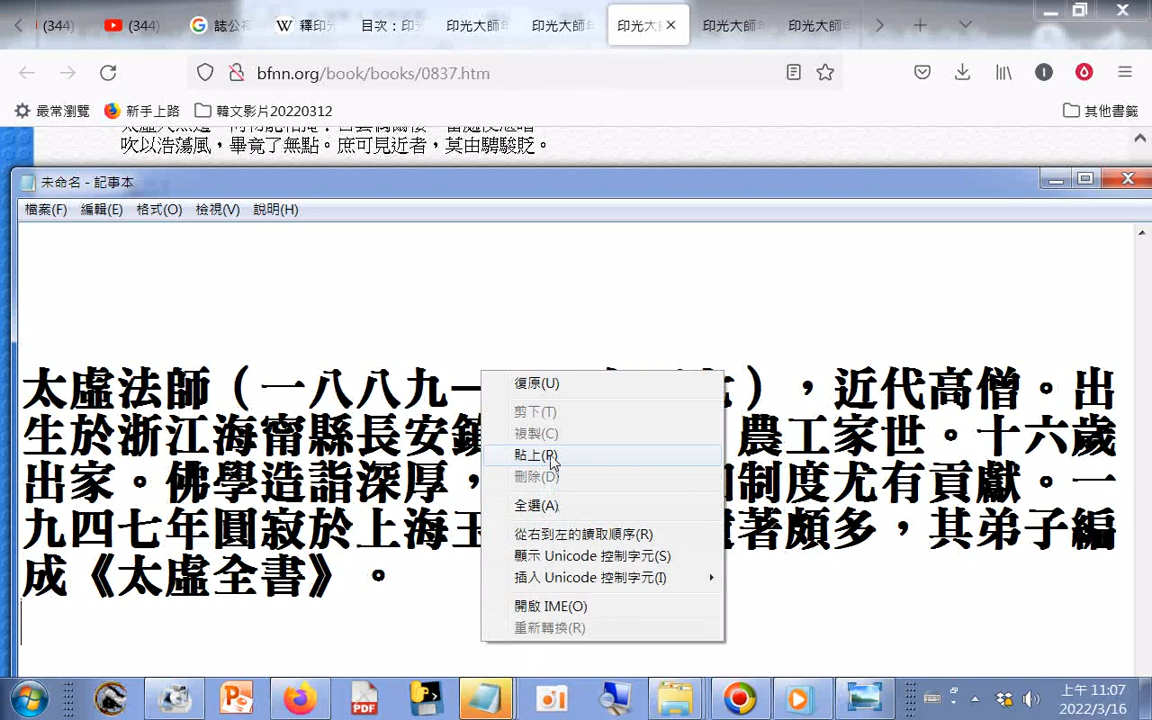 (344)
(344)
誌公礻
釋印光
目次：印
印光大師
印光大師
印光大
印光大師
印光大師
bfnn.org/book/books/0837.htm
最常瀏覽
新手上路
韓文影片20220312
其他書籤
吹以浩蕩風，畢竟了無點。庶可見近者，莫由騁駿貶。
未命名 - 記事本
檔案(F) 編輯(E) 格式(O) 檢視(V) 說明(H)
太虛法師（一八八九—
），近代高僧。出
生於浙江海甯縣長安鎮
農工家世。十六歲
出家。佛學造詣深厚，
制度尤有貢獻。一
九四七年圓寂於上海玉
著頗多，其弟子編
成《太虛全書》。
復原(U)
剪下(T)
複製(C)
貼上(P)
刪除(D)
全選(A)
從右到左的讀取順序(R)
顯示 Unicode 控制字元(S)
插入 Unicode 控制字元(I)
開啟 IME(O)
重新轉換(R)
PDF
上午 11:07
2022/3/16